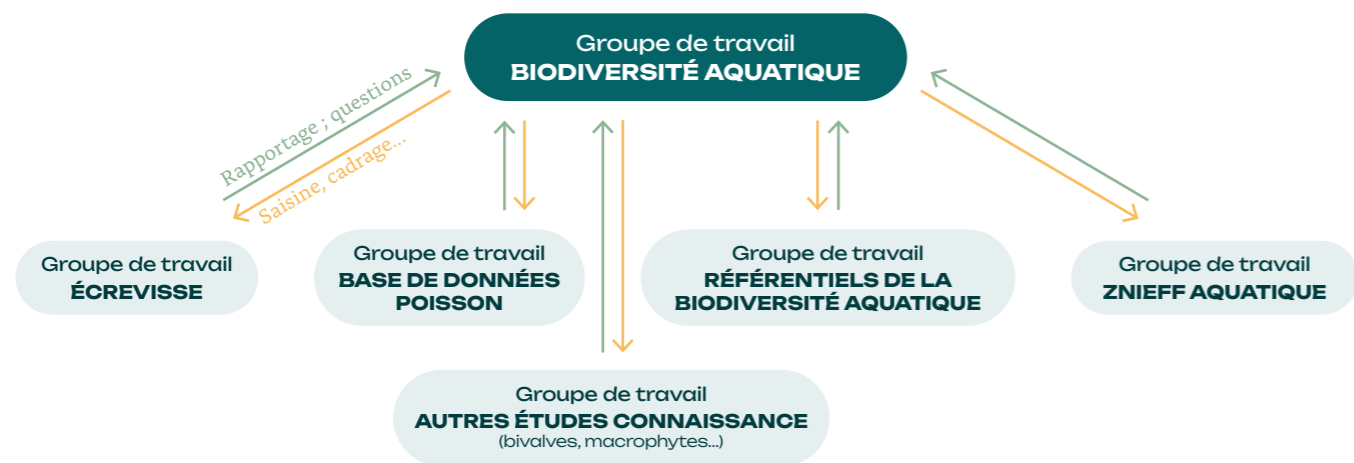 Groupe de travail
BIODIVERSITÉ AQUATIQUE
Rapportage ; questions
Saisine, cadrage...
Groupe de travail
ÉCREVISSE
Groupe de travail
BASE DE DONNÉES
POISSON
Groupe de travail
RÉFÉRENTIELS DE LA
BIODIVERSITÉ AQUATIQUE
Groupe de travail
ZNIEFF AQUATIQUE
Groupe de travail
AUTRES ÉTUDES CONNAISSANCE
(bivalves, macrophytes...)